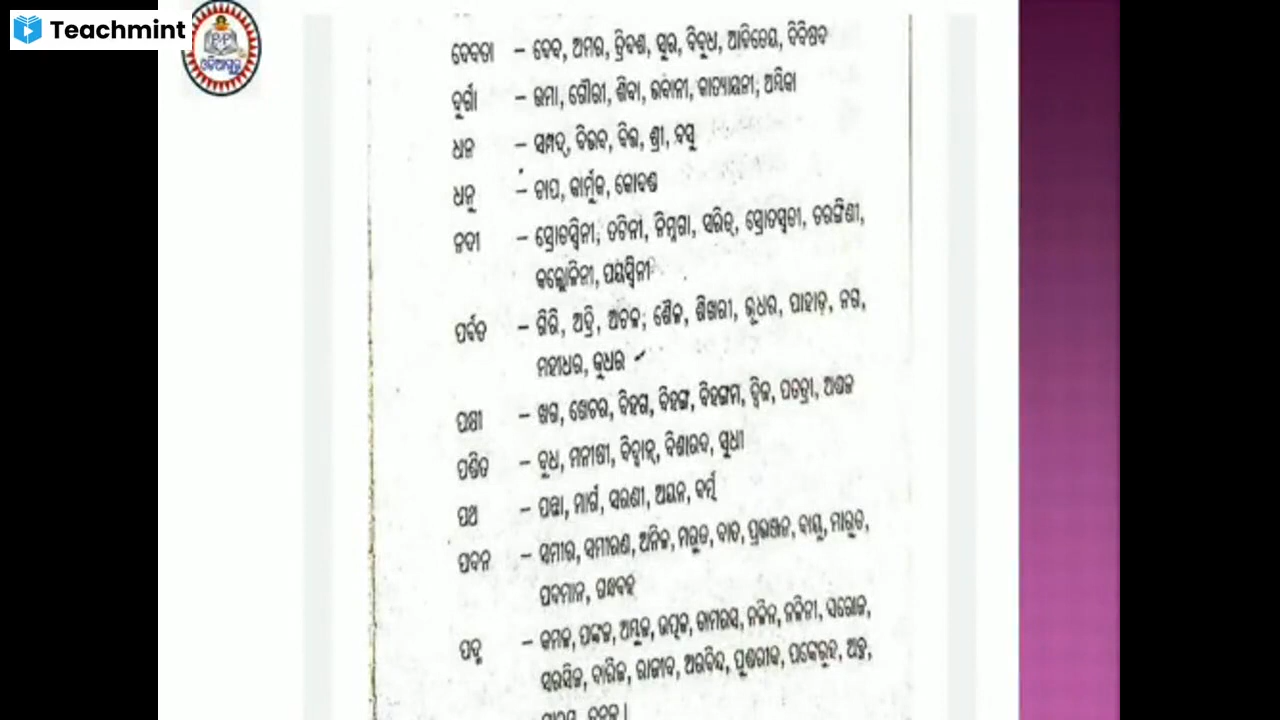 Teachmint
ଓଡିଆଗୁରୁ
ଦେବତା – ଦେବ, ଅମର, ତ୍ରିଦଶ, ସୁର, ବିବୁଧ, ଆଦିତେୟ, ଦିବିଷଦ
ଦୁର୍ଗା – ଉମା, ଗୌରୀ, ଶିବା, ଭବାନୀ, କାତ୍ୟାୟନୀ, ଅମ୍ବିକା
ଧନ – ସମ୍ପଦ, ବିଭବ, ବିତ୍ତ, ଶ୍ରୀ, ବସୁ
ଧନୁ – ଚାପ, କାର୍ମୁକ, କୋଦଣ୍ଡ
ନଦୀ – ସ୍ରୋତସ୍ୱିନୀ, ତଟିନୀ, ନିମ୍ନଗା, ସରିତ୍, ସ୍ରୋତସ୍ୱତୀ, ତରଙ୍ଗିଣୀ,
କଲ୍ଲୋଳିନୀ, ପୟସ୍ୱିନୀ
ପର୍ବତ – ଗିରି, ଅଦ୍ରି, ଅଚଳ, ଶୈଳ, ଶିଖରୀ, ଭୂଧର, ପାହାଡ଼, ନଗ,
ମହୀଧର, କୁଧର
ପକ୍ଷୀ – ଖଗ, ଖେଚର, ବିହଗ, ବିହଙ୍ଗ, ବିହଙ୍ଗମ, ଦ୍ୱିଜ, ପତତ୍ରୀ, ଅଣ୍ଡଜ
ପଣ୍ଡିତ – ବୁଧ, ମନୀଷୀ, ବିଦ୍ୱାନ୍, ବିଶାରଦ, ସୁଧୀ
ପଥ – ପନ୍ଥା, ମାର୍ଗ, ସରଣୀ, ଅୟନ, ବର୍ତ୍ମ
ପବନ – ସମୀର, ସମୀରଣ, ଅନିଳ, ମରୁତ, ବାତ, ପ୍ରଭଞ୍ଜନ, ବାୟୁ, ମାରୁତ,
ପବମାନ, ଗନ୍ଧବହ
ପଦ୍ମ – କମଳ, ପଙ୍କଜ, ଅମ୍ବୁଜ, ଉତ୍ପଳ, ତାମରସ, ନଳିନ, ନଳିନୀ, ସରୋଜ,
ସରସିଜ, ବାରିଜ, ରାଜୀବ, ଅରବିନ୍ଦ, ପୁଣ୍ଡରୀକ, ପଙ୍କେରୁହ, ଅବ୍ଜ,